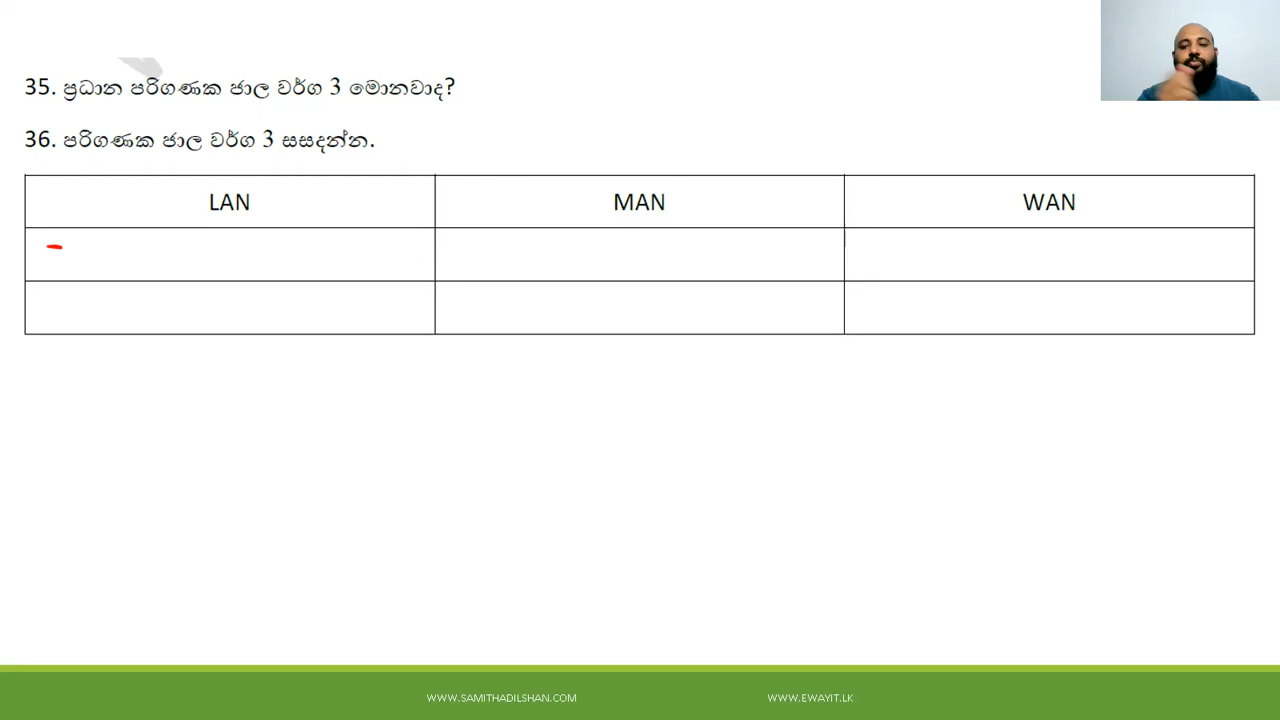 35. ප්‍රධාන පරිගණක ජාල වර්ග 3 මොනවාද?
36. පරිගණක ජාල වර්ග 3 සසදන්න.
LAN MAN WAN
WWW.SAMITHADILSHAN.COM WWW.EWAYIT.LK